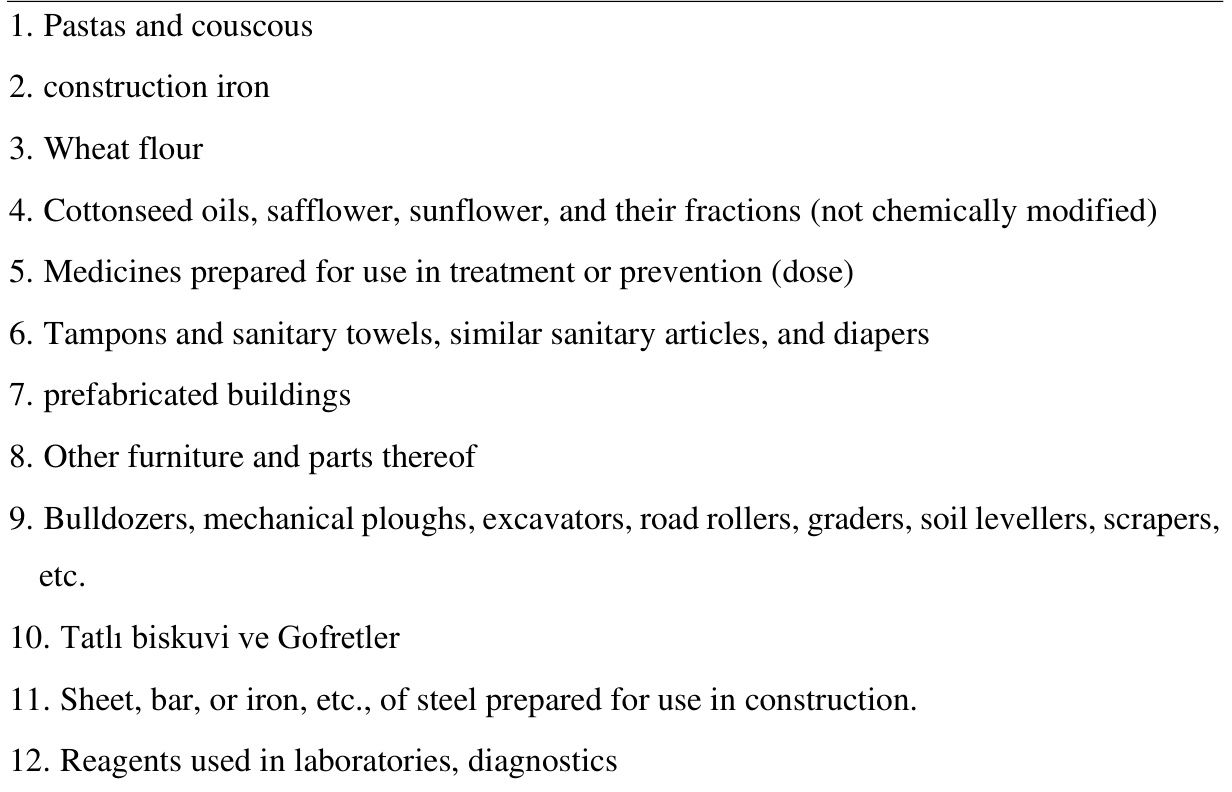 1. Pastas and couscous
2. construction iron
3. Wheat flour
4. Cottonseed oils, safflower, sunflower, and their fractions (not chemically modified)
5. Medicines prepared for use in treatment or prevention (dose)
6. Tampons and sanitary towels, similar sanitary articles, and diapers
7. prefabricated buildings
8. Other furniture and parts thereof
9. Bulldozers, mechanical ploughs, excavators, road rollers, graders, soil levellers, scrapers,
etc.
10. Tatlı biskuvi ve Gofretler
11. Sheet, bar, or iron, etc., of steel prepared for use in construction.
12. Reagents used in laboratories, diagnostics